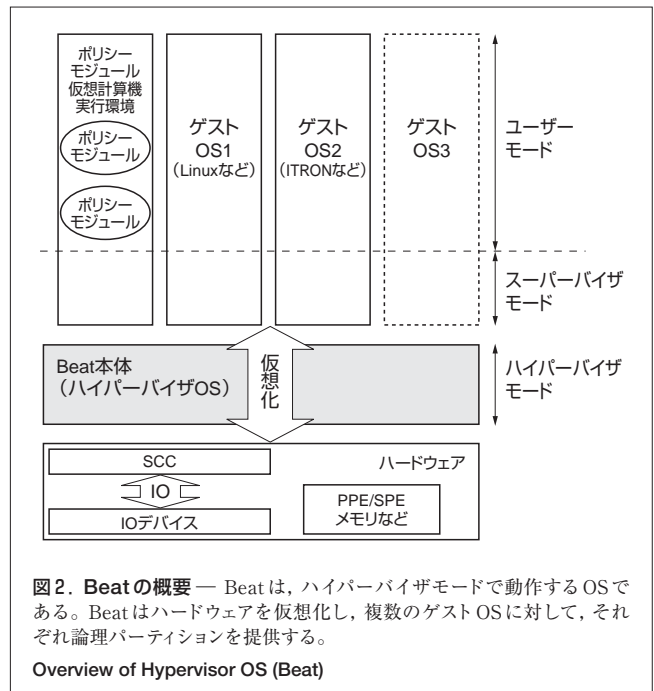 ポリシー
モジュール
仮想計算機
実行環境
ポリシー
モジュール
ポリシー
モジュール
ゲスト
OS1
(Linuxなど)
ゲスト
OS2
(ITRONなど)
ゲスト
OS3
ユーザー
モード
スーパーバイザ
モード
Beat本体
(ハイパーバイザOS)
仮想化
ハイパーバイザ
モード
SCC
IO
IOデバイス
ハードウェア
PPE/SPE
メモリなど
図2. Beatの概要 — Beatは,ハイパーバイザモードで動作するOSで
ある。Beatはハードウェアを仮想化し,複数のゲストOSに対して,それ
ぞれ論理パーティションを提供する。
Overview of Hypervisor OS (Beat)